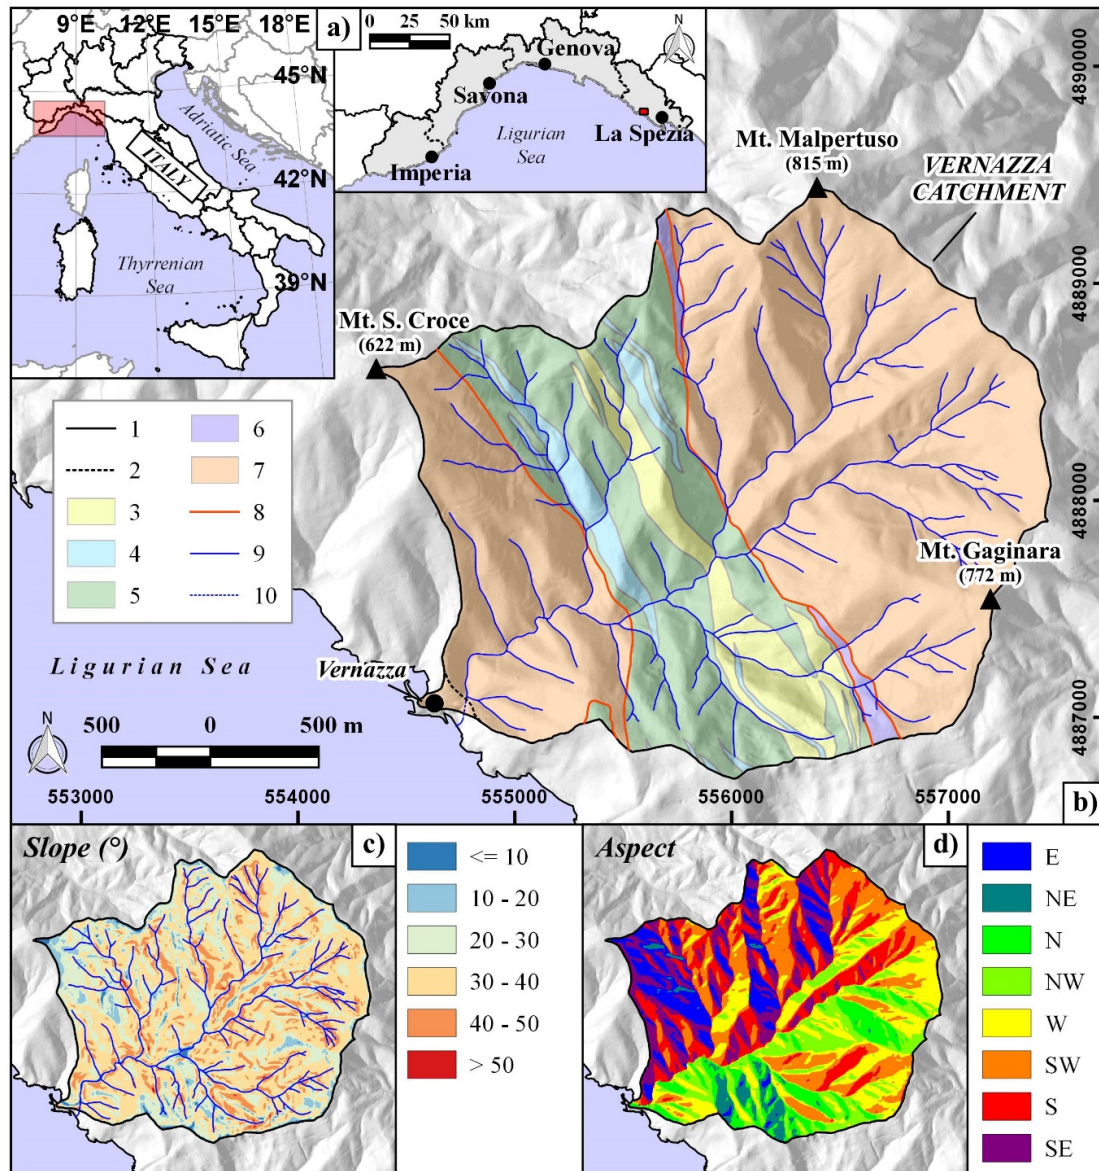 9°E 12°E 15°E 18°E
a)
45°N
42°N
39°N
Adriatic Sea
ITALY
Thyrrenian
Sea
0 25 50 km
N
Genova
Savona
La Spezia
Imperia
Ligurian
Sea
Mt. Malpertuso
(815 m)
VERNAZZA
CATCHMENT
Mt. S. Croce
(622 m)
Mt. Gaginara
(772 m)
1
2
3
4
5
6
7
8
9
10
Ligurian Sea
Vernazza
N
500 0 500 m
4890000
4889000
4888000
4887000
553000 554000 555000 556000 557000
b)
Slope (°)
c)
<= 10
10 - 20
20 - 30
30 - 40
40 - 50
> 50
Aspect
d)
E
NE
N
NW
W
SW
S
SE